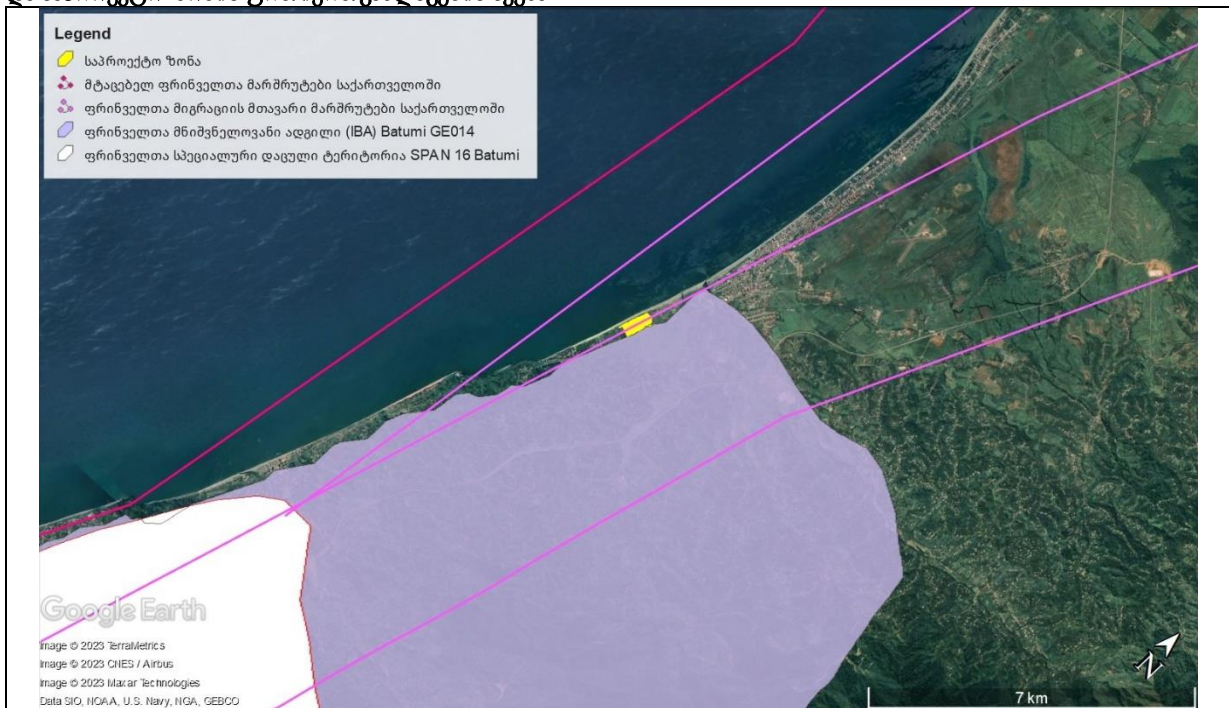 Legend
საპროექტო ზონა
მტაცებელ ფრინველთა მარშრუტები საქართველოში
ფრინველთა მიგრაციის მთავარი მარშრუტები საქართველოში
ფრინველთა მნიშვნელოვანი ადგილი (IBA) Batumi GE014
ფრინველთა სპეციალური დაცული ტერიტორია SPAN 16 Batumi
Google Earth
Image © 2023 TerraMetrics
Image © 2023 CNES / Airbus
Image © 2023 Maxar Technologies
Data SIO, NOAA, U.S. Navy, NGA, GEBCO
N
7 km